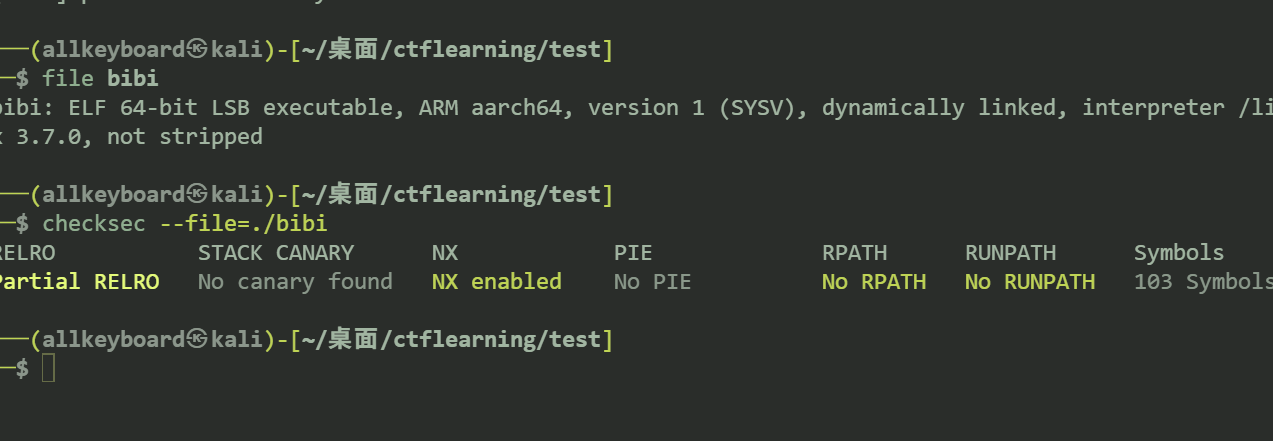 (allkeyboard㉿kali)-[~/桌面/ctflearning/test]
$ file bibi
bibi: ELF 64-bit LSB executable, ARM aarch64, version 1 (SYSV), dynamically linked, interpreter /li
x 3.7.0, not stripped
(allkeyboard㉿kali)-[~/桌面/ctflearning/test]
$ checksec --file=./bibi
RELRO STACK CANARY NX PIE RPATH RUNPATH Symbols
Partial RELRO No canary found NX enabled No PIE No RPATH No RUNPATH 103 Symbols
(allkeyboard㉿kali)-[~/桌面/ctflearning/test]
$